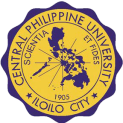 CENTRAL PHILIPPINE UNIVERSITY
SCIENTIA ET FIDES
1905
ILOILO CITY